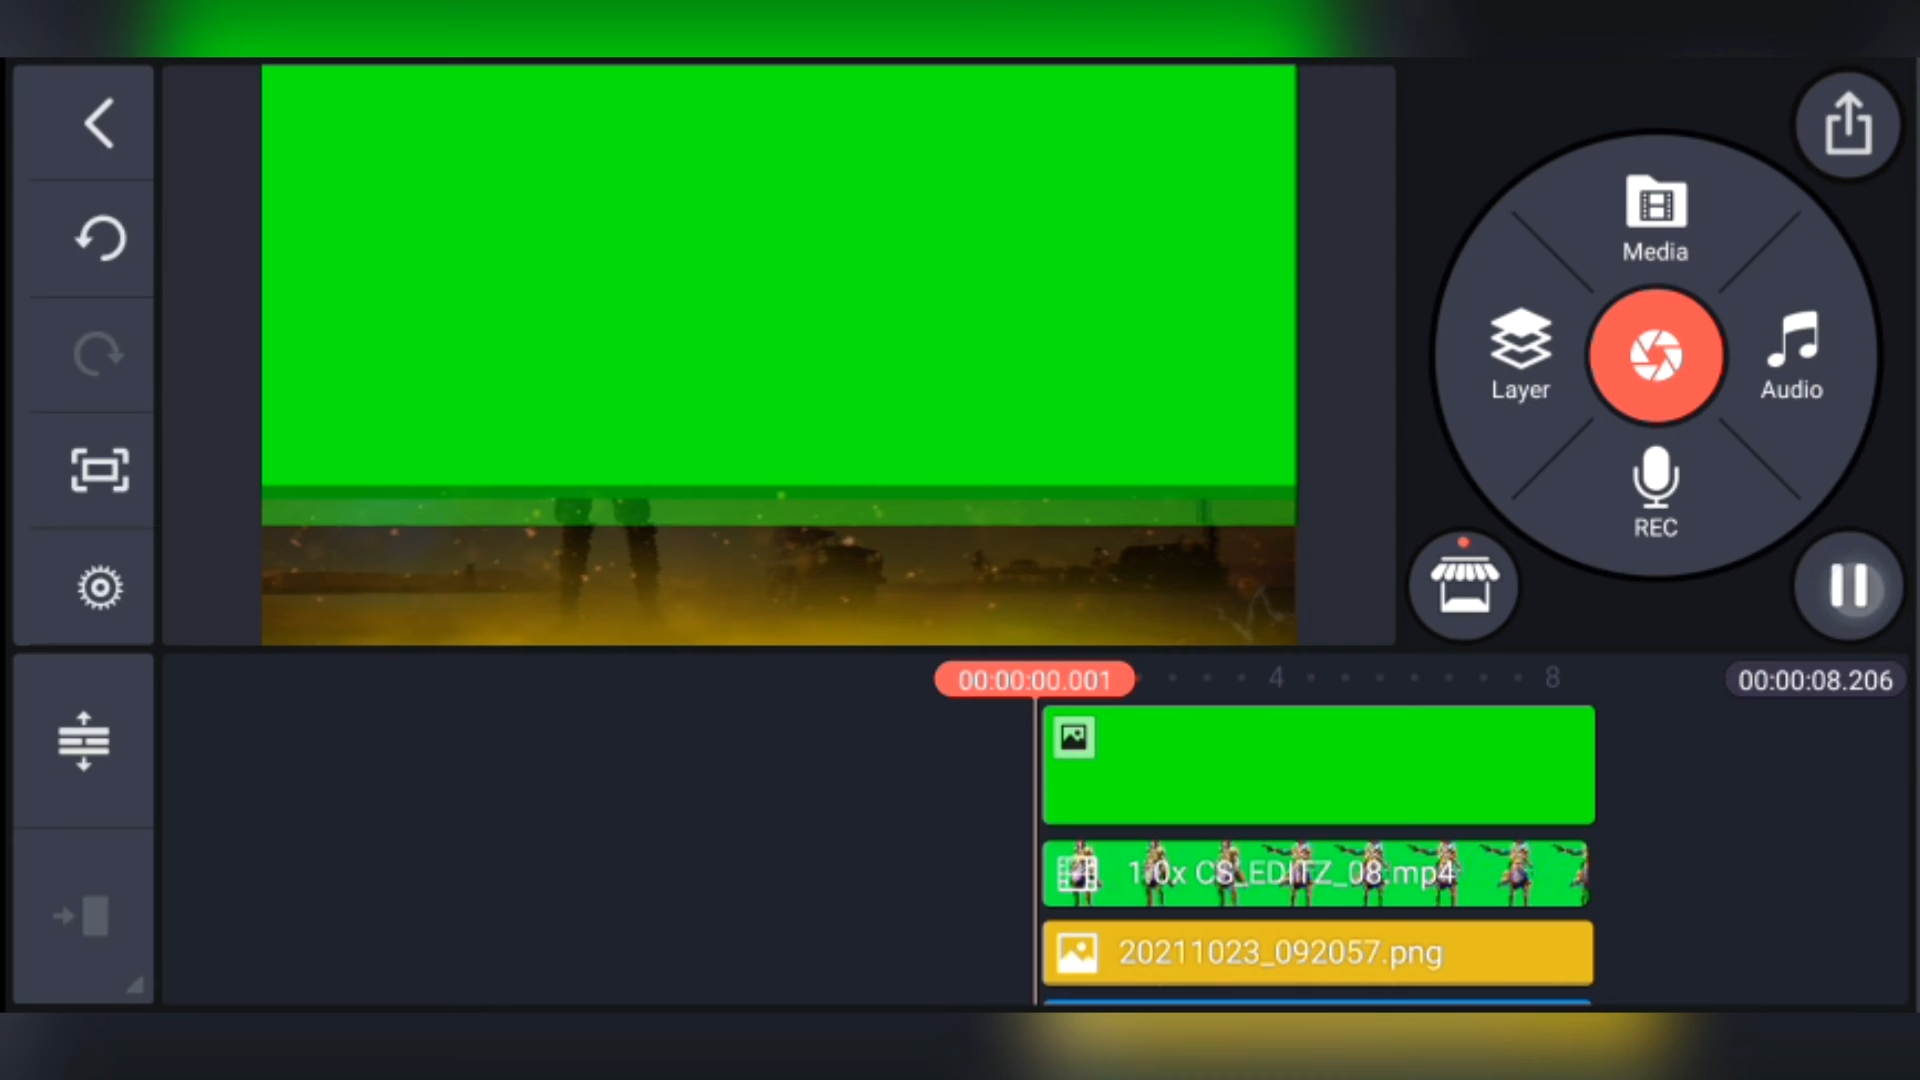 Media
Layer
Audio
REC
00:00:00.001
4
8
00:00:08.206
1.0x CS_EDITZ_08.mp4
20211023_092057.png